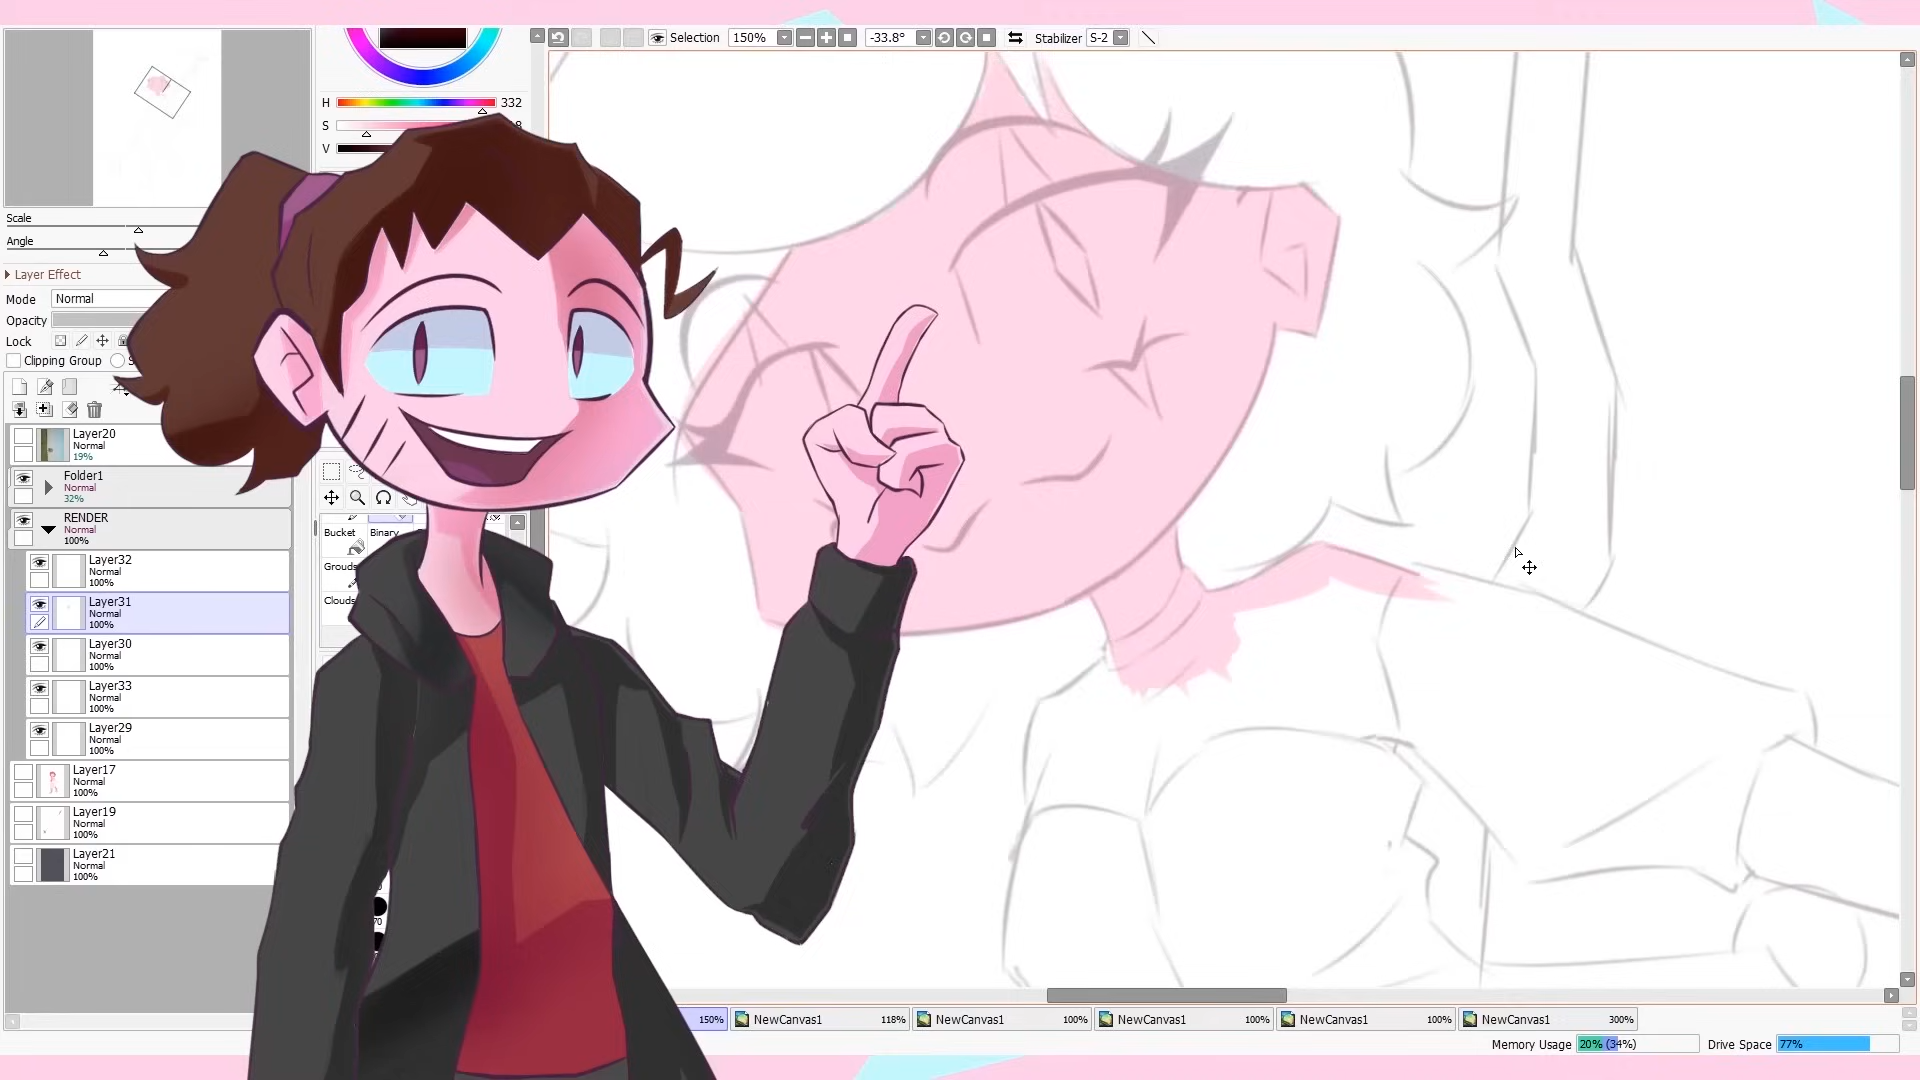 Selection 150% -33.8° Stabilizer S-2
H 332
S
V
Scale
Angle
Layer Effect
Mode Normal
Opacity
Lock
Clipping Group
Layer20
Normal
19%
Folder1
Normal
32%
RENDER
Normal
100%
Layer32
Normal
100%
Layer31
Normal
100%
Layer30
Normal
100%
Layer33
Normal
100%
Layer29
Normal
100%
Layer17
Normal
100%
Layer19
Normal
100%
Layer21
Normal
100%
Bucket Binary
Clouds
70
150% NewCanvas1 118% NewCanvas1 100% NewCanvas1 100% NewCanvas1 100% NewCanvas1 300%
Memory Usage 20% (34%) Drive Space 77%